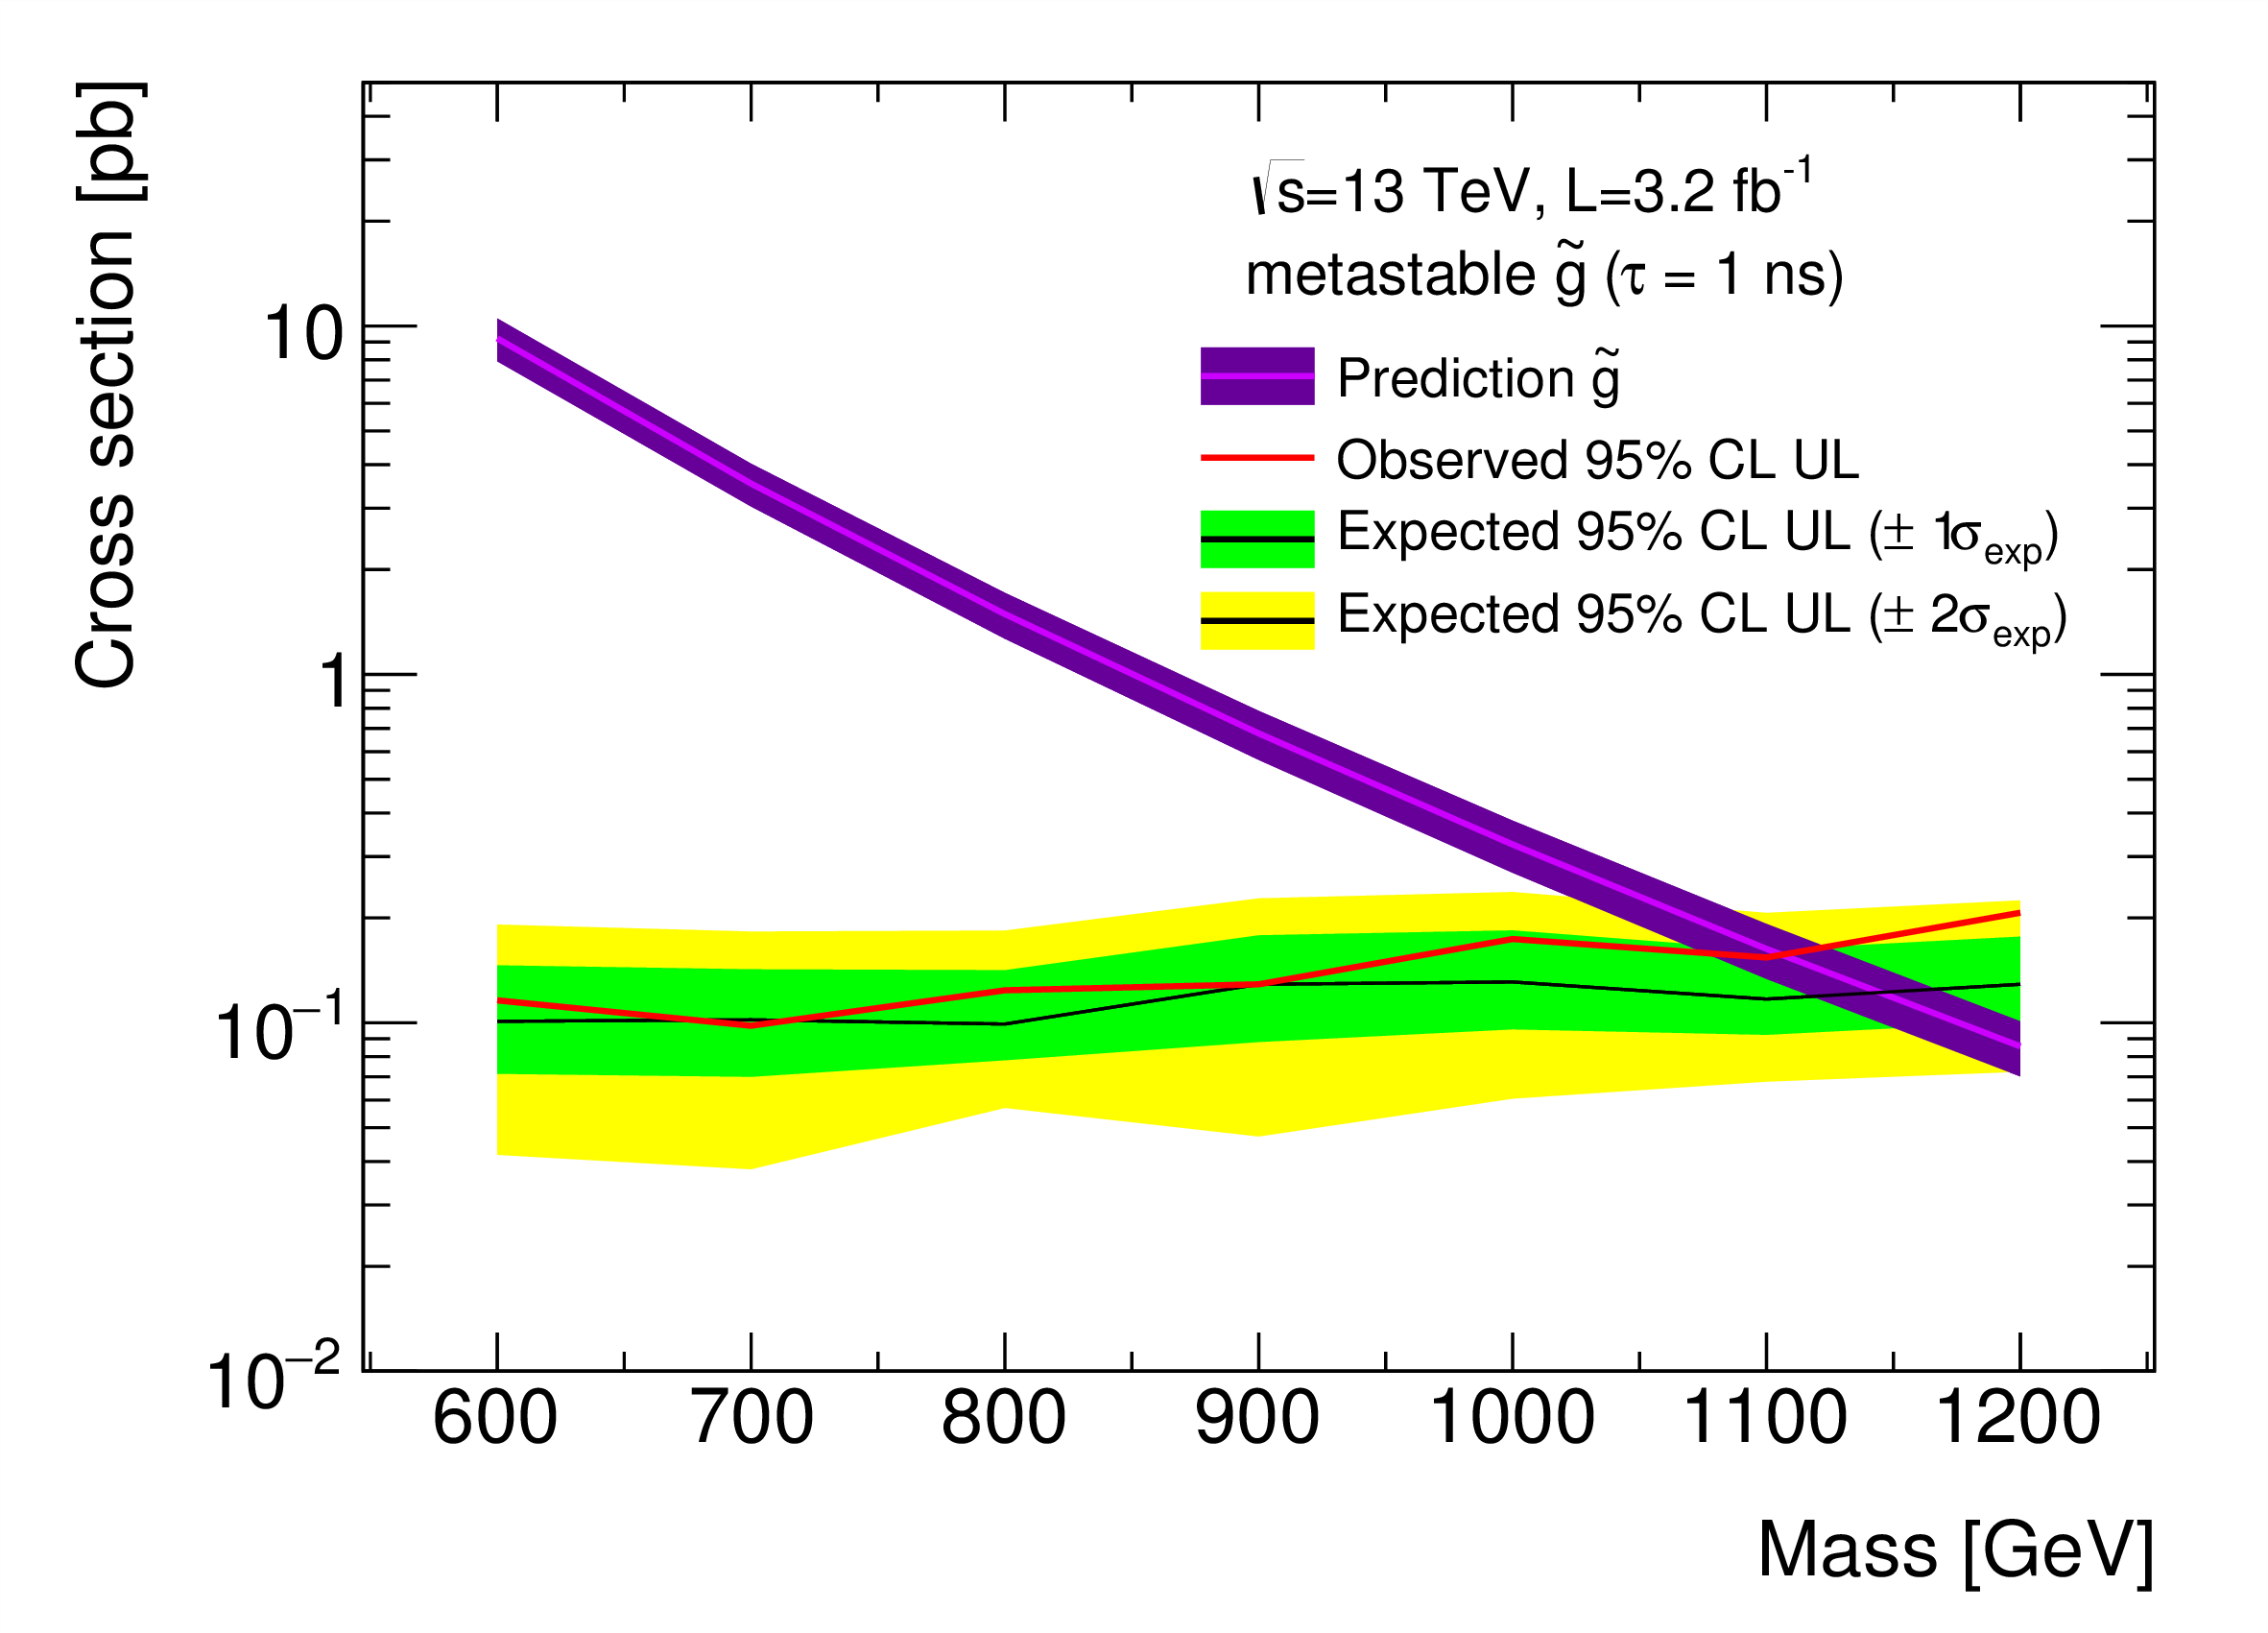 Cross section [pb]
√s=13 TeV, L=3.2 fb⁻¹
metastable g̃ (τ = 1 ns)
Prediction g̃
Observed 95% CL UL
Expected 95% CL UL (± 1σexp)
Expected 95% CL UL (± 2σexp)
10
1
10⁻¹
10⁻²
600 700 800 900 1000 1100 1200
Mass [GeV]